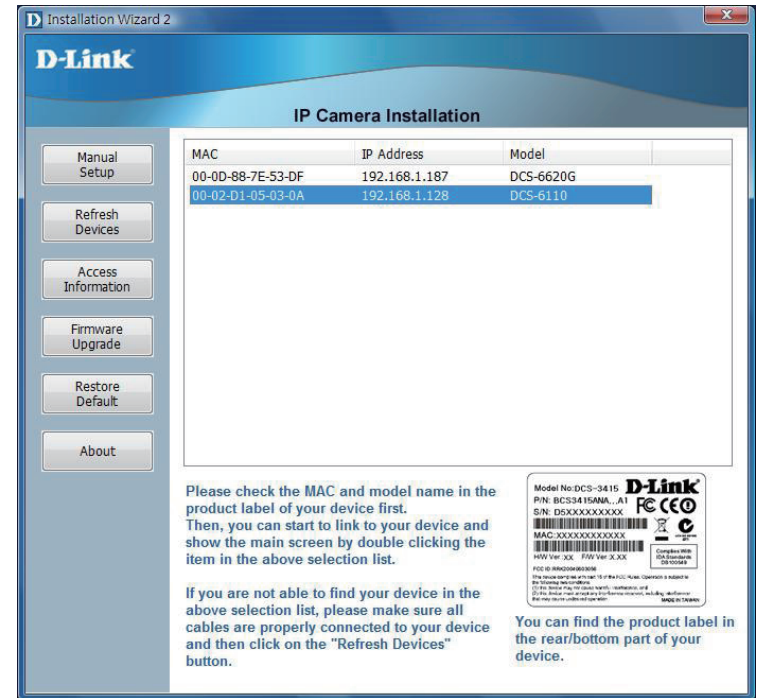 D Installation Wizard 2
D-Link
IP Camera Installation
Manual
Setup
Refresh
Devices
Access
Information
Firmware
Upgrade
Restore
Default
About
MAC IP Address Model
00-0D-88-7E-53-DF 192.168.1.187 DCS-6620G
00-02-D1-05-03-0A 192.168.1.128 DCS-6110
Please check the MAC and model name in the
product label of your device first.
Then, you can start to link to your device and
show the main screen by double clicking the
item in the above selection list.
If you are not able to find your device in the
above selection list, please make sure all
cables are properly connected to your device
and then click on the "Refresh Devices"
button.
Model No:DCS-3415 D-Link
P/N: BCS3415ANA...A1 FC CE
S/N: D5XXXXXXXXX
MAC:XXXXXXXXXXXX
H/W Ver.:XX F/W Ver X.XX
Complies With
IDA Standards
MADE IN TAIWAN
You can find the product label in
the rear/bottom part of your
device.